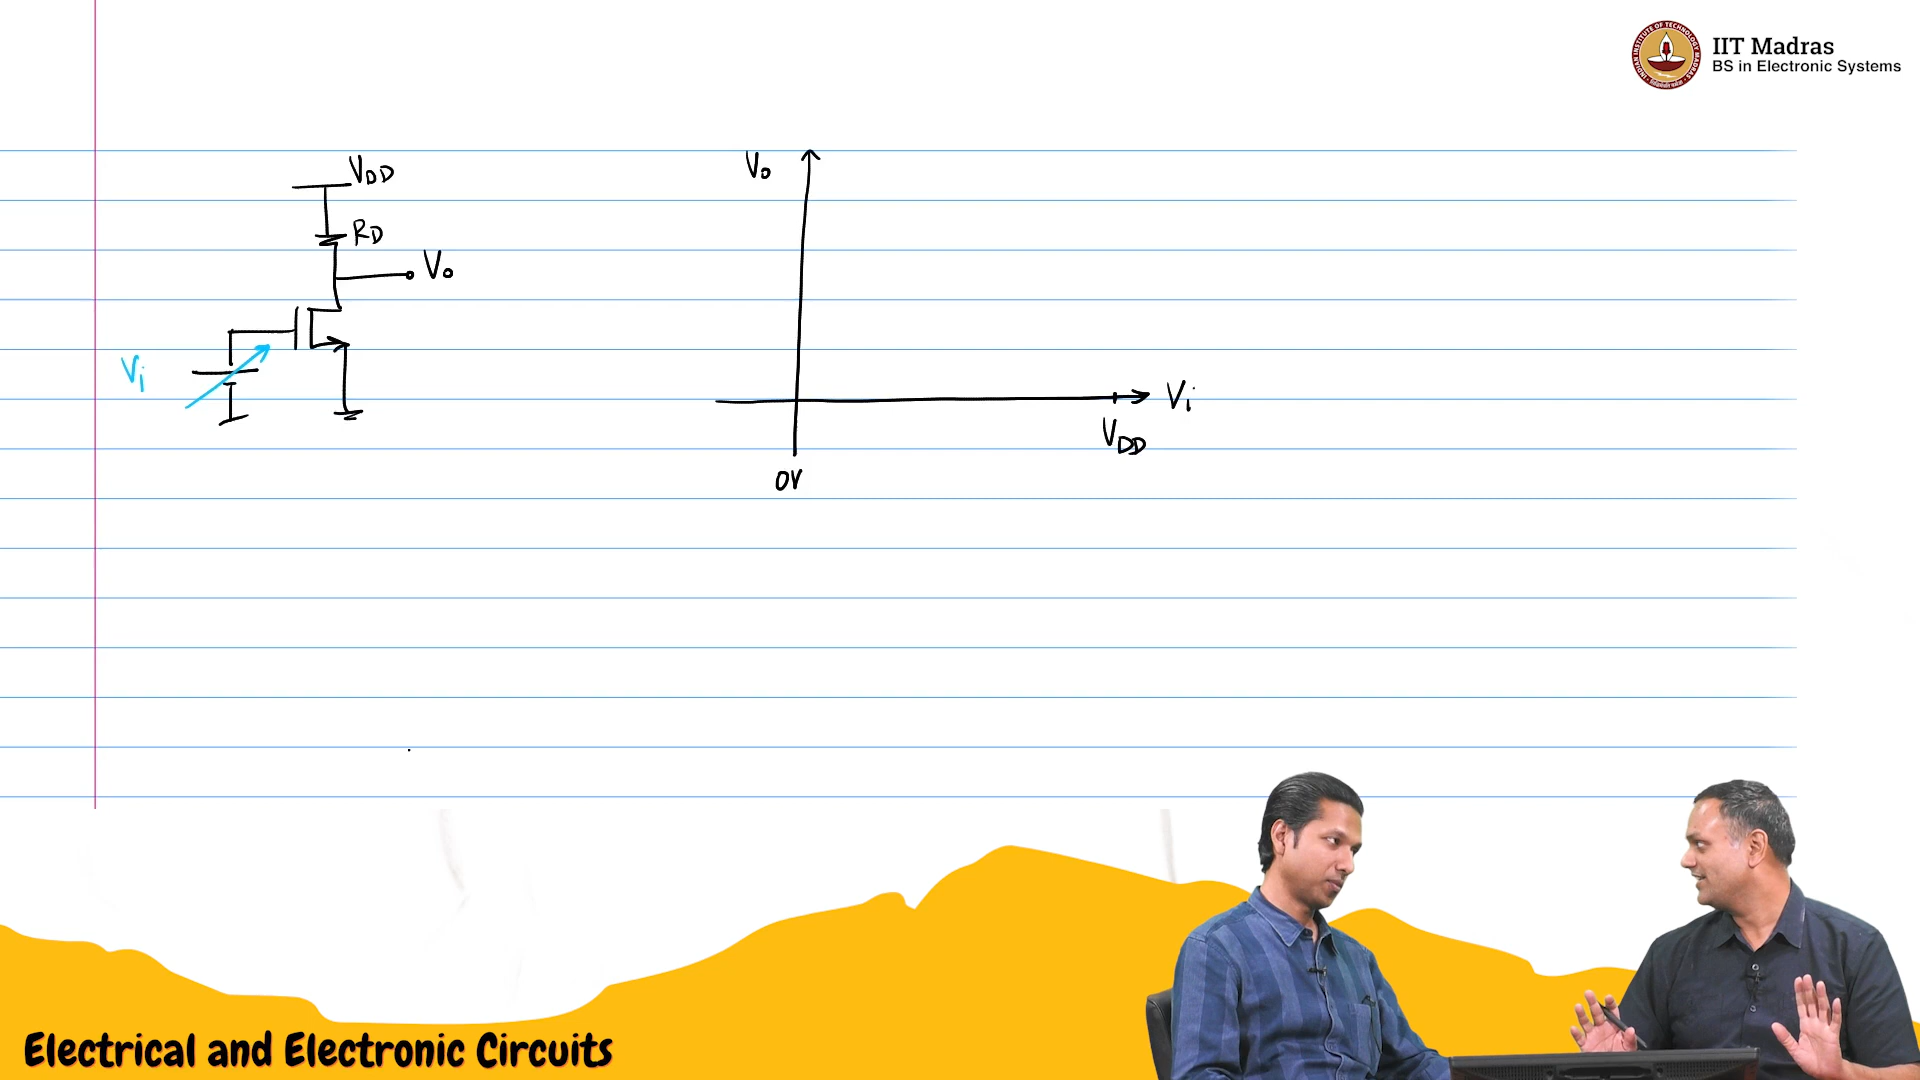 IIT Madras
BS in Electronic Systems
VDD
RD
Vo
Vi
Vo
Vi
VDD
0V
Electrical and Electronic Circuits